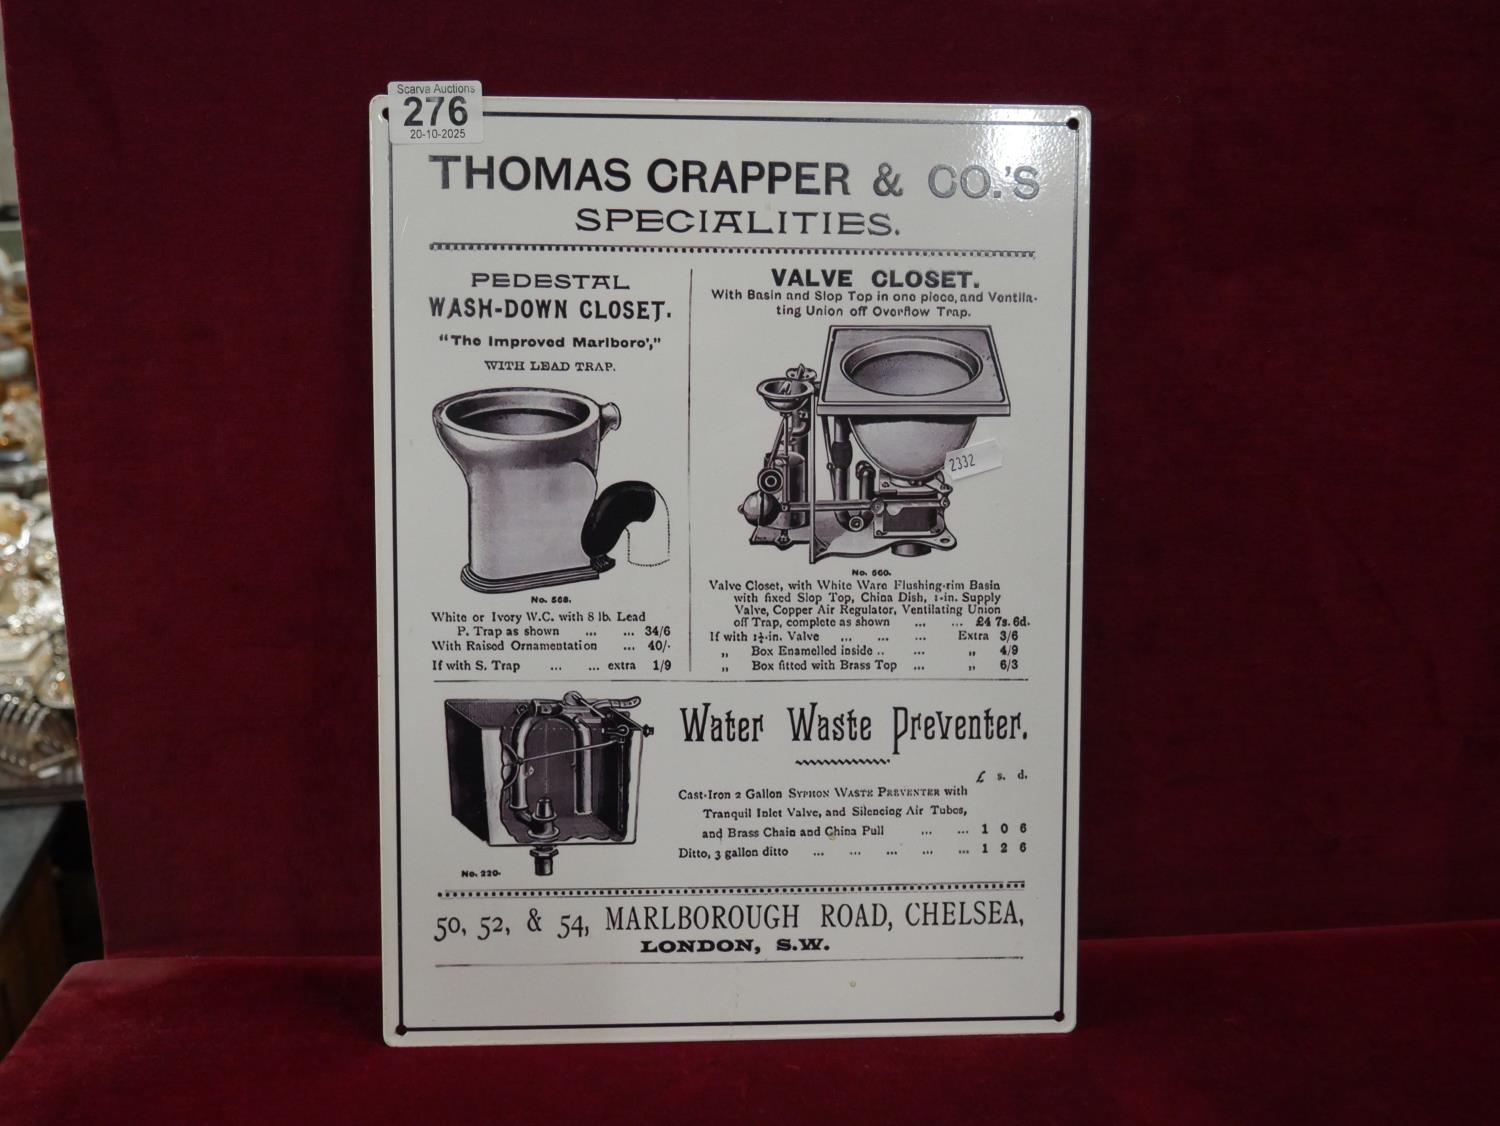 Scarva Auctions
276
20-10-2025
THOMAS CRAPPER & CO.'S
SPECIALITIES.
PEDESTAL
WASH-DOWN CLOSET.
"The Improved Marlboro',"
WITH LEAD TRAP.
No. 568.
White or Ivory W.C. with 8 lb. Lead
P. Trap as shown ... ... 34/6
With Raised Ornamentation ... 40/-
If with S. Trap ... ... extra 1/9
VALVE CLOSET.
With Basin and Slop Top in one piece, and Ventila-
ting Union off Overflow Trap.
2332
No. 560.
Valve Closet, with White Ware Flushing-rim Basin
with fixed Slop Top, China Dish, 1-in. Supply
Valve, Copper Air Regulator, Ventilating Union
off Trap, complete as shown ... ... £4 7s. 6d.
If with 1¼-in. Valve ... ... ... Extra 3/6
„ Box Enamelled inside .. ... „ 4/9
„ Box fitted with Brass Top ... „ 6/3
No. 220.
Water Waste Preventer.
£ s. d.
Cast-Iron 2 Gallon SYPHON WASTE PREVENTER with
Tranquil Inlet Valve, and Silencing Air Tubes,
and Brass Chain and China Pull ... ... 1 0 6
Ditto, 3 gallon ditto ... ... ... ... ... 1 2 6
50, 52, & 54, MARLBOROUGH ROAD, CHELSEA,
LONDON, S.W.